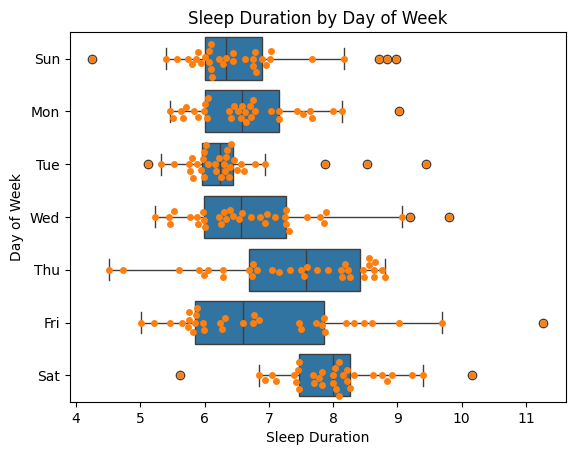 Sleep Duration by Day of Week
Day of Week
Sun
Mon
Tue
Wed
Thu
Fri
Sat
4 5 6 7 8 9 10 11
Sleep Duration